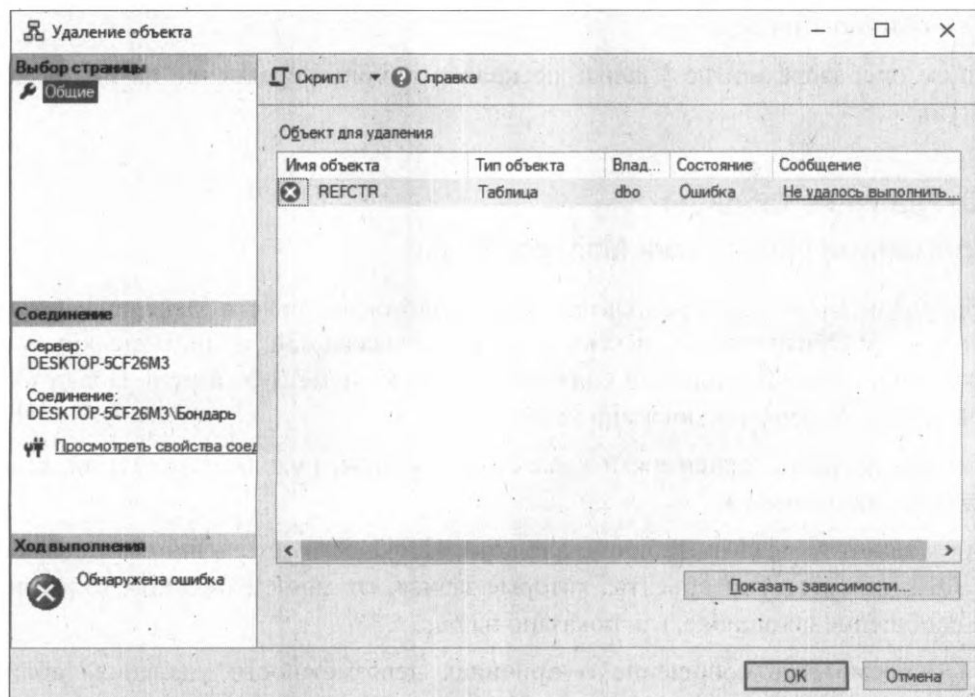 Удаление объекта
Выбор страницы
Общие
Скрипт
Справка
Объект для удаления
Имя объекта Тип объекта Влад... Состояние Сообщение
REFCTR Таблица dbo Ошибка Не удалось выполнить...
Соединение
Сервер:
DESKTOP-5CF26M3
Соединение:
DESKTOP-5CF26M3\Бондарь
Просмотреть свойства соед
Ход выполнения
Обнаружена ошибка
Показать зависимости...
OK Отмена